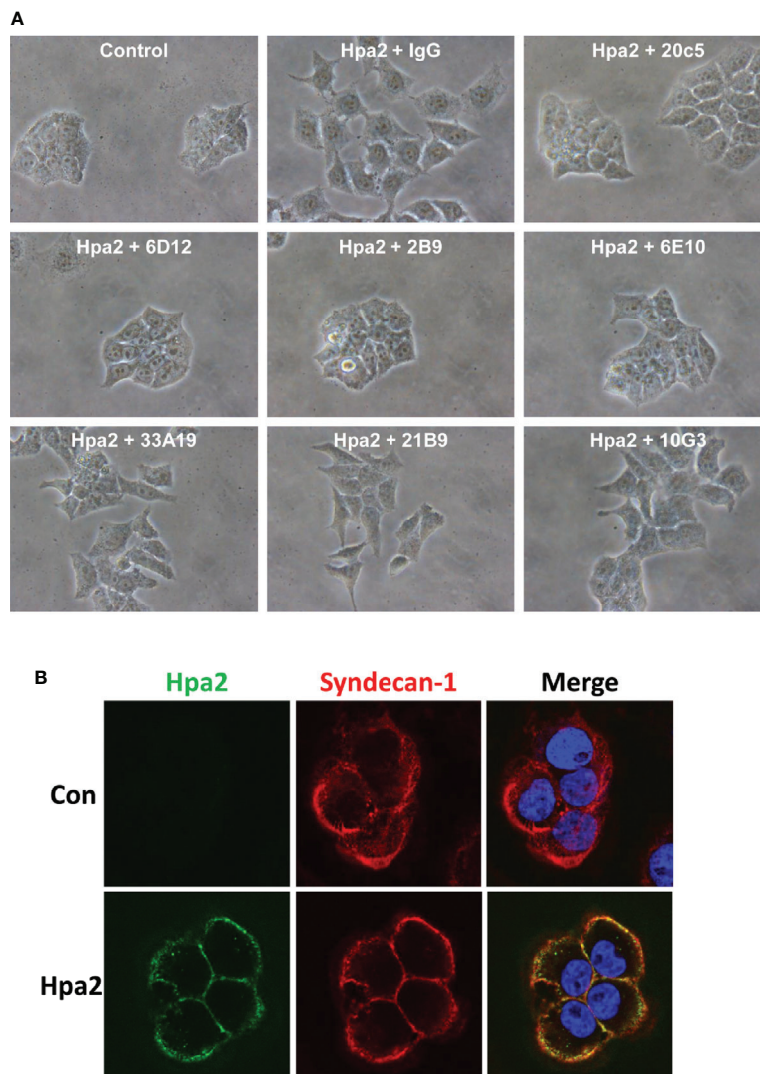 A
Control
Hpa2 + IgG
Hpa2 + 20c5
Hpa2 + 6D12
Hpa2 + 2B9
Hpa2 + 6E10
Hpa2 + 33A19
Hpa2 + 21B9
Hpa2 + 10G3
B
Hpa2
Syndecan-1
Merge
Con
Hpa2